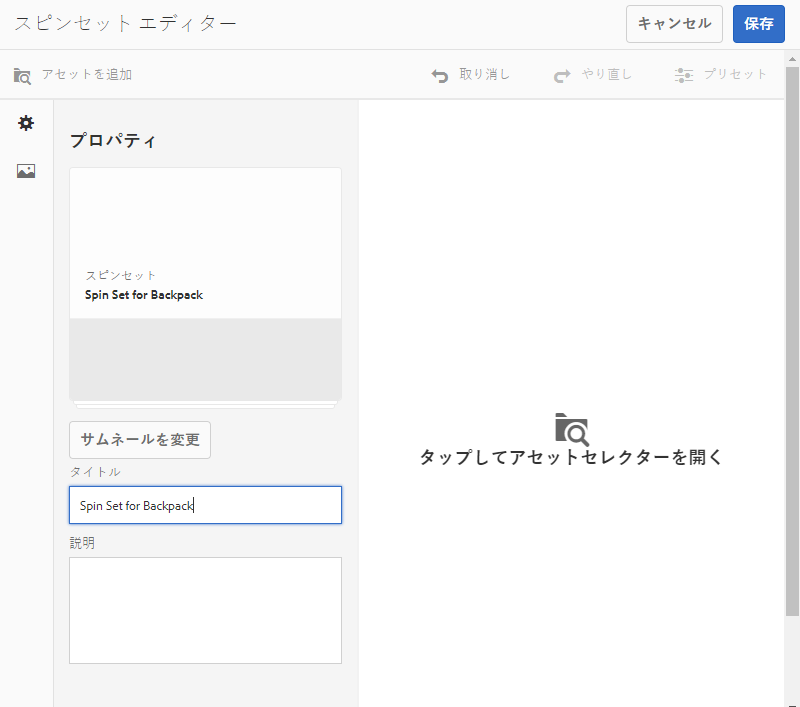 スピンセット エディター
キャンセル
保存
アセットを追加
取り消し
やり直し
プリセット
プロパティ
スピンセット
Spin Set for Backpack
サムネールを変更
タイトル
Spin Set for Backpack
説明
タップしてアセットセレクターを開く